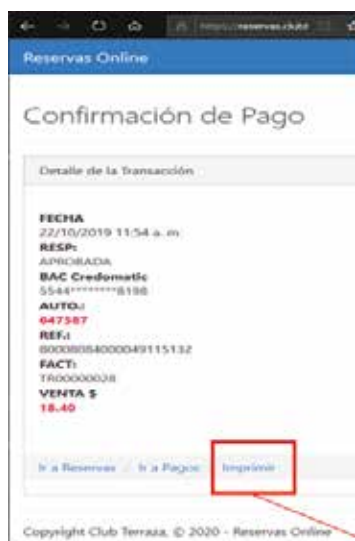 Reservas Online
Confirmación de Pago
Detalle de la Transacción
FECHA
22/10/2019 11:54 a. m.
RESP:
APROBADA
BAC Credomatic
5544********8198
AUTO.:
647587
REF.:
FACT:
TR00000028
VENTA $
18.40
Ir a Reservas / Ir a Pagos Imprimir
Copyright Club Terraza, © 2020 - Reservas Online